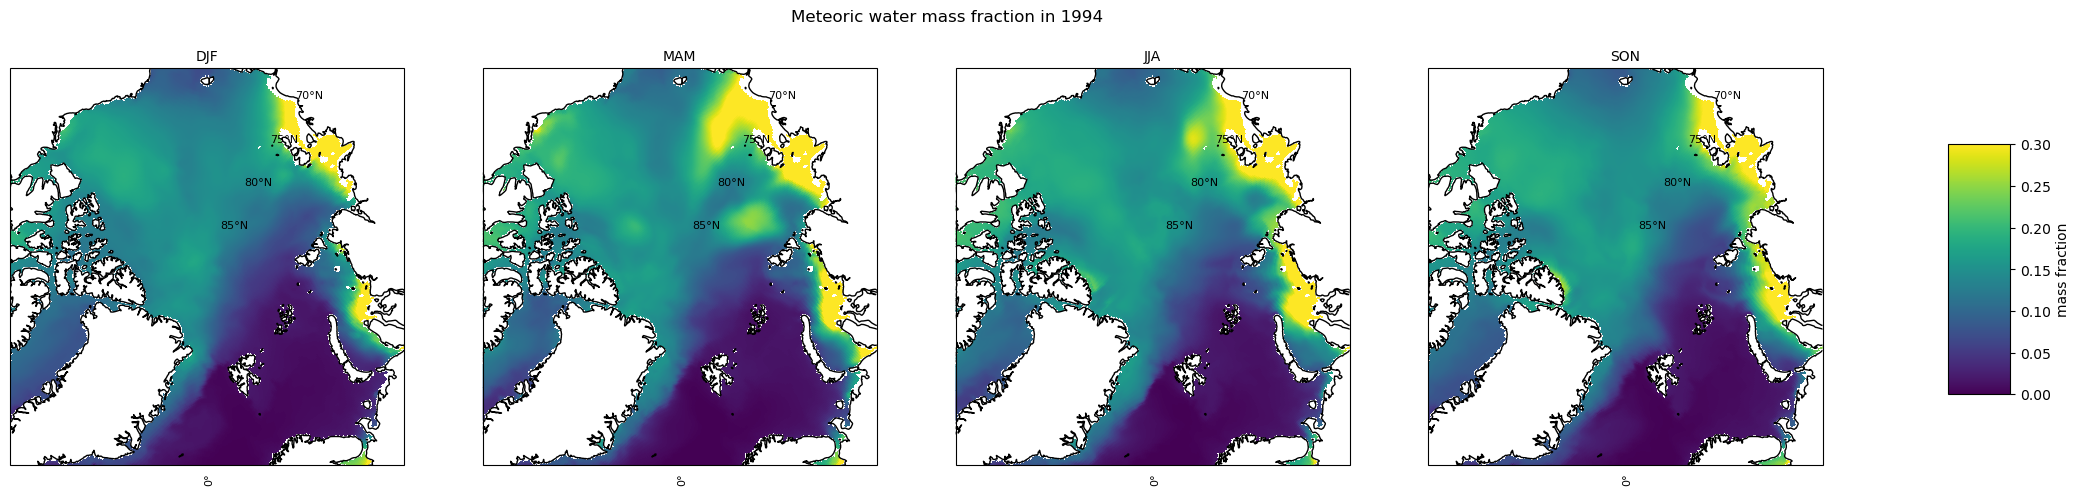 Meteoric water mass fraction in 1994
DJF
MAM
JJA
SON
70°N
75°N
80°N
85°N
0°
70°N
75°N
80°N
85°N
0°
70°N
75°N
80°N
85°N
0°
70°N
75°N
80°N
85°N
0°
0.30
0.25
0.20
0.15
0.10
0.05
0.00
mass fraction